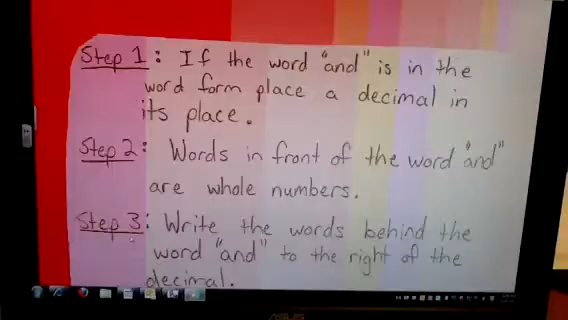 Step 1: If the word "and" is in the
word form place a decimal in
its place.
Step 2: Words in front of the word "and"
are whole numbers.
Step 3: Write the words behind the
word "and" to the right of the
decimal.
ASUS